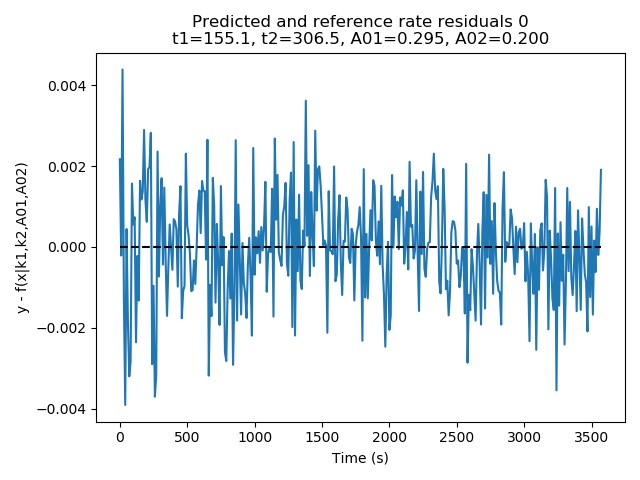 Predicted and reference rate residuals 0
t1=155.1, t2=306.5, A01=0.295, A02=0.200
0.004
0.002
0.000
−0.002
−0.004
y - f(x|k1,k2,A01,A02)
0 500 1000 1500 2000 2500 3000 3500
Time (s)